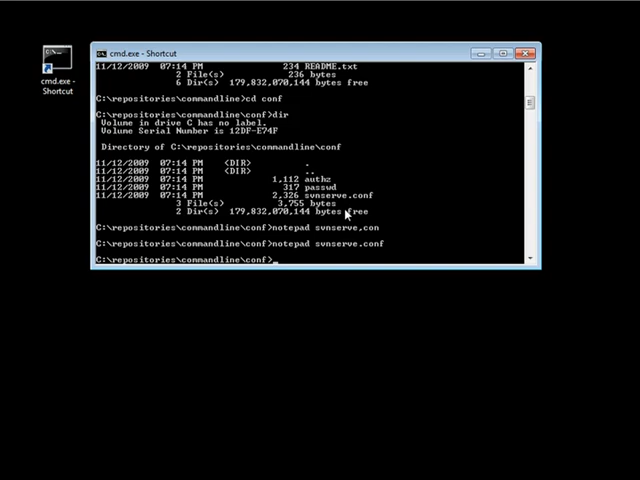 cmd.exe - Shortcut
11/12/2009  07:14 PM               234 README.txt
               2 File(s)            236 bytes
               6 Dir(s)  179,832,070,144 bytes free
C:\repositories\commandline>cd conf
C:\repositories\commandline\conf>dir
 Volume in drive C has no label.
 Volume Serial Number is 12DF-E74F
 Directory of C:\repositories\commandline\conf
11/12/2009  07:14 PM    <DIR>          .
11/12/2009  07:14 PM    <DIR>          ..
11/12/2009  07:14 PM             1,112 authz
11/12/2009  07:14 PM               317 passwd
11/12/2009  07:14 PM             2,326 svnserve.conf
               3 File(s)          3,755 bytes
               2 Dir(s)  179,832,070,144 bytes free
C:\repositories\commandline\conf>notepad svnserve,con
C:\repositories\commandline\conf>notepad svnserve.conf
C:\repositories\commandline\conf>_
cmd.exe -
Shortcut